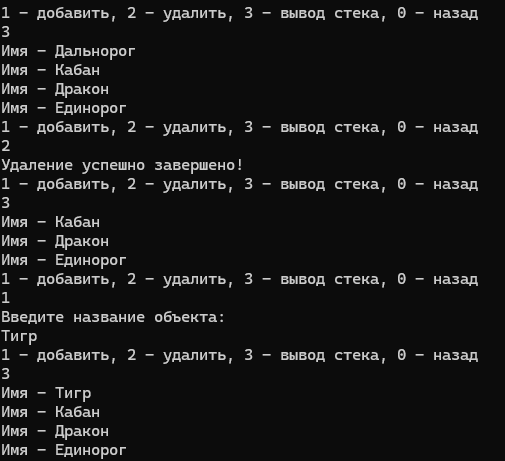 1 - добавить, 2 - удалить, 3 - вывод стека, 0 - назад
3
Имя - Дальнорог
Имя - Кабан
Имя - Дракон
Имя - Единорог
1 - добавить, 2 - удалить, 3 - вывод стека, 0 - назад
2
Удаление успешно завершено!
1 - добавить, 2 - удалить, 3 - вывод стека, 0 - назад
3
Имя - Кабан
Имя - Дракон
Имя - Единорог
1 - добавить, 2 - удалить, 3 - вывод стека, 0 - назад
1
Введите название объекта:
Тигр
1 - добавить, 2 - удалить, 3 - вывод стека, 0 - назад
3
Имя - Тигр
Имя - Кабан
Имя - Дракон
Имя - Единорог